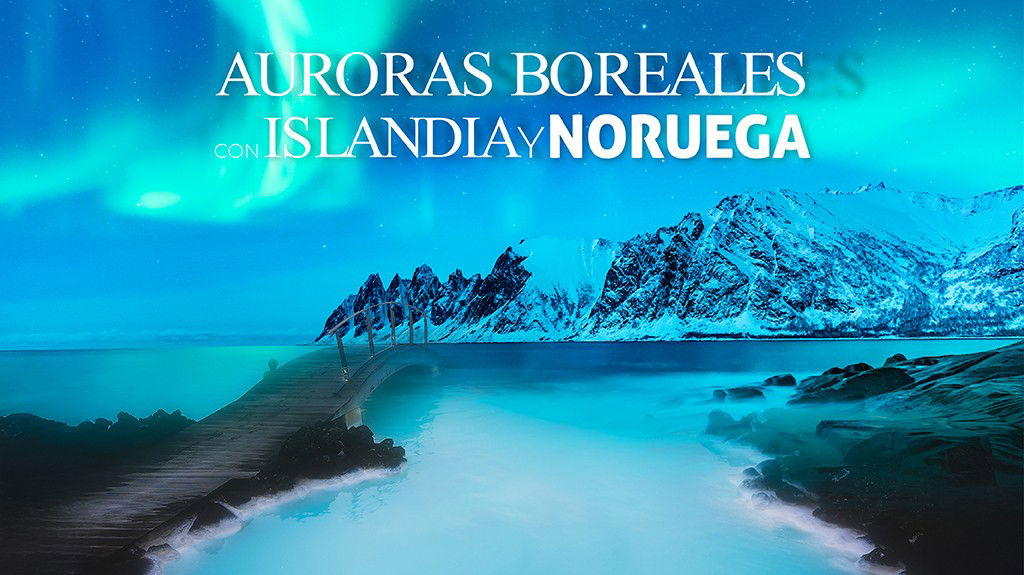 AURORAS BOREALES
CON ISLANDIA Y NORUEGA